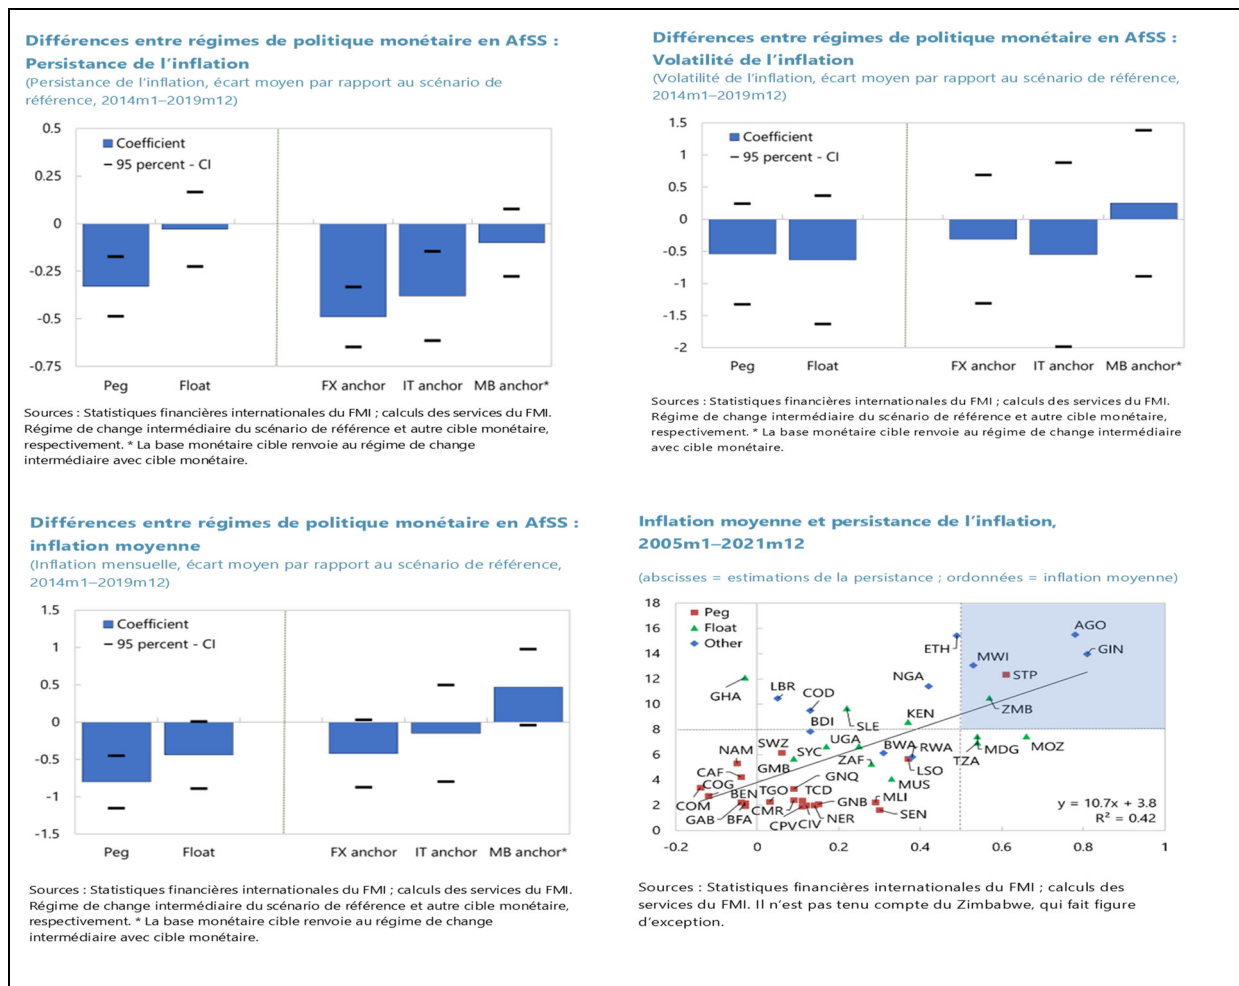 Différences entre régimes de politique monétaire en AfSS :
Persistance de l’inflation
(Persistance de l’inflation, écart moyen par rapport au scénario de
référence, 2014m1–2019m12)
0.5
0.25
0
-0.25
-0.5
-0.75
Coefficient
95 percent - CI
Peg Float FX anchor IT anchor MB anchor*
Sources : Statistiques financières internationales du FMI ; calculs des services du FMI.
Régime de change intermédiaire du scénario de référence et autre cible monétaire,
respectivement. * La base monétaire cible renvoie au régime de change
intermédiaire avec cible monétaire.
Différences entre régimes de politique monétaire en AfSS :
Volatilité de l’inflation
(Volatilité de l’inflation, écart moyen par rapport au scénario de référence,
2014m1–2019m12)
1.5
1
0.5
0
-0.5
-1
-1.5
-2
Coefficient
95 percent - CI
Peg Float FX anchor IT anchor MB anchor*
Sources : Statistiques financières internationales du FMI ; calculs des services du FMI.
Régime de change intermédiaire du scénario de référence et autre cible monétaire,
respectivement. * La base monétaire cible renvoie au régime de change intermédiaire
avec cible monétaire.
Différences entre régimes de politique monétaire en AfSS :
inflation moyenne
(Inflation mensuelle, écart moyen par rapport au scénario de référence,
2014m1–2019m12)
1.5
1
0.5
0
-0.5
-1
-1.5
Coefficient
95 percent - CI
Peg Float FX anchor IT anchor MB anchor*
Sources : Statistiques financières internationales du FMI ; calculs des services du FMI.
Régime de change intermédiaire du scénario de référence et autre cible monétaire,
respectivement. * La base monétaire cible renvoie au régime de change
intermédiaire avec cible monétaire.
Inflation moyenne et persistance de l’inflation,
2005m1–2021m12
(abscisses = estimations de la persistance ; ordonnées = inflation moyenne)
18
16
14
12
10
8
6
4
2
0
Peg
Float
Other
AGO
ETH MWI GIN
NGA STP
GHA LBR COD
KEN ZMB
BDI SLE
NAM SWZ SYC UGA BWA RWA TZA MDG MOZ
CAF GMB ZAF LSO
COG GNQ MUS
COM BEN TGO TCD GNB MLI
GAB BFA CMR CPV CIV NER SEN
y = 10.7x + 3.8
R² = 0.42
-0.2 0 0.2 0.4 0.6 0.8 1
Sources : Statistiques financières internationales du FMI ; calculs des
services du FMI. Il n’est pas tenu compte du Zimbabwe, qui fait figure
d’exception.